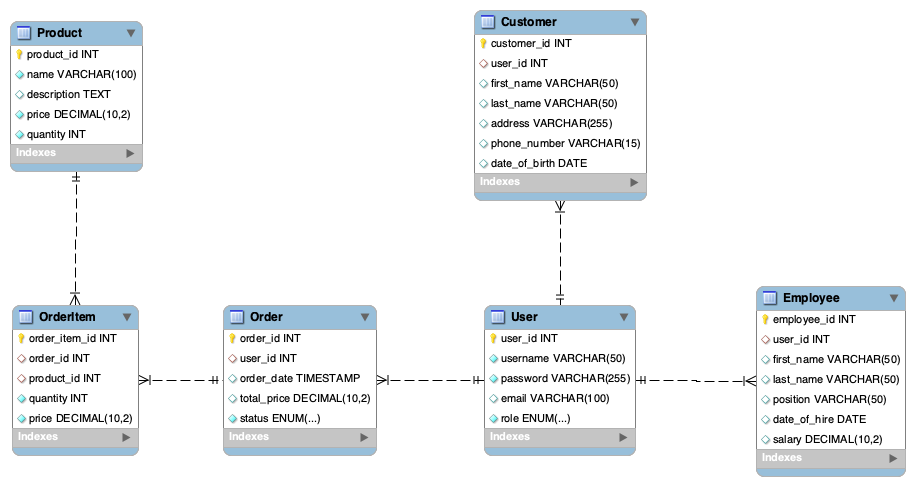 Product
product_id INT
name VARCHAR(100)
description TEXT
price DECIMAL(10,2)
quantity INT
Indexes
Customer
customer_id INT
user_id INT
first_name VARCHAR(50)
last_name VARCHAR(50)
address VARCHAR(255)
phone_number VARCHAR(15)
date_of_birth DATE
Indexes
OrderItem
order_item_id INT
order_id INT
product_id INT
quantity INT
price DECIMAL(10,2)
Indexes
Order
order_id INT
user_id INT
order_date TIMESTAMP
total_price DECIMAL(10,2)
status ENUM(...)
Indexes
User
user_id INT
username VARCHAR(50)
password VARCHAR(255)
email VARCHAR(100)
role ENUM(...)
Indexes
Employee
employee_id INT
user_id INT
first_name VARCHAR(50)
last_name VARCHAR(50)
position VARCHAR(50)
date_of_hire DATE
salary DECIMAL(10,2)
Indexes